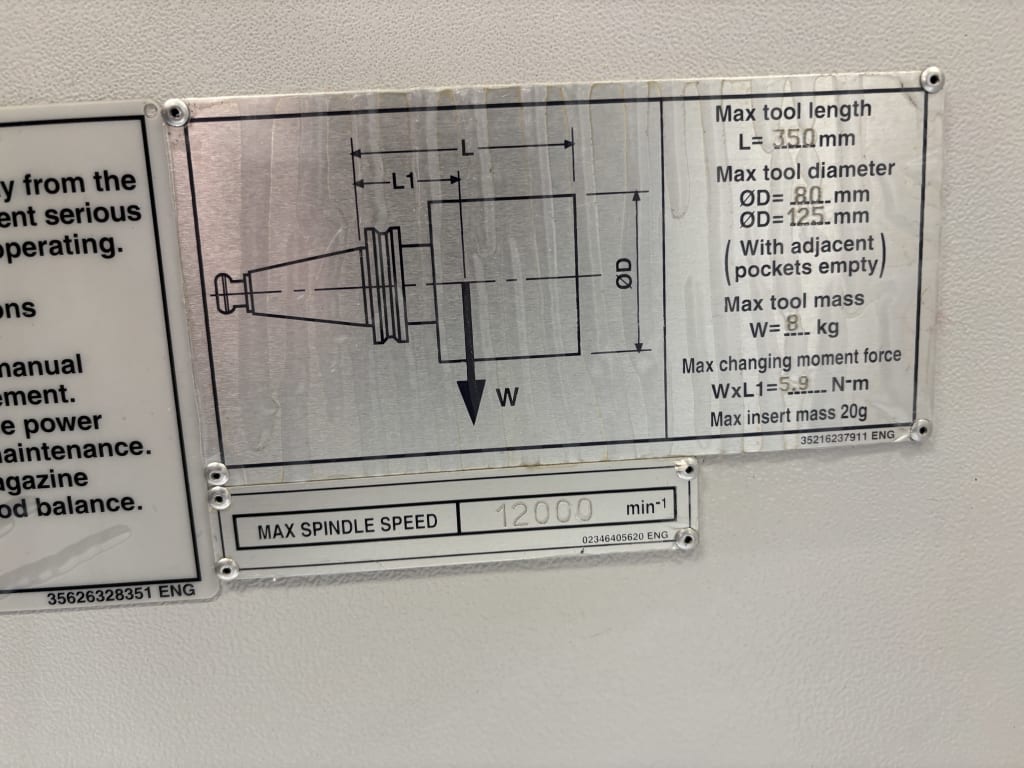 y from the
ent serious
operating.
ons
manual
ement.
e power
aintenance.
agazine
od balance.
35626328351 ENG
L
L1
ØD
W
Max tool length
L= 350 mm
Max tool diameter
ØD= 80 mm
ØD= 125 mm
(With adjacent
pockets empty)
Max tool mass
W= 8 kg
Max changing moment force
WxL1= 5.9 N-m
Max insert mass 20g
35216237911 ENG
MAX SPINDLE SPEED 12000 min-1
02346405620 ENG